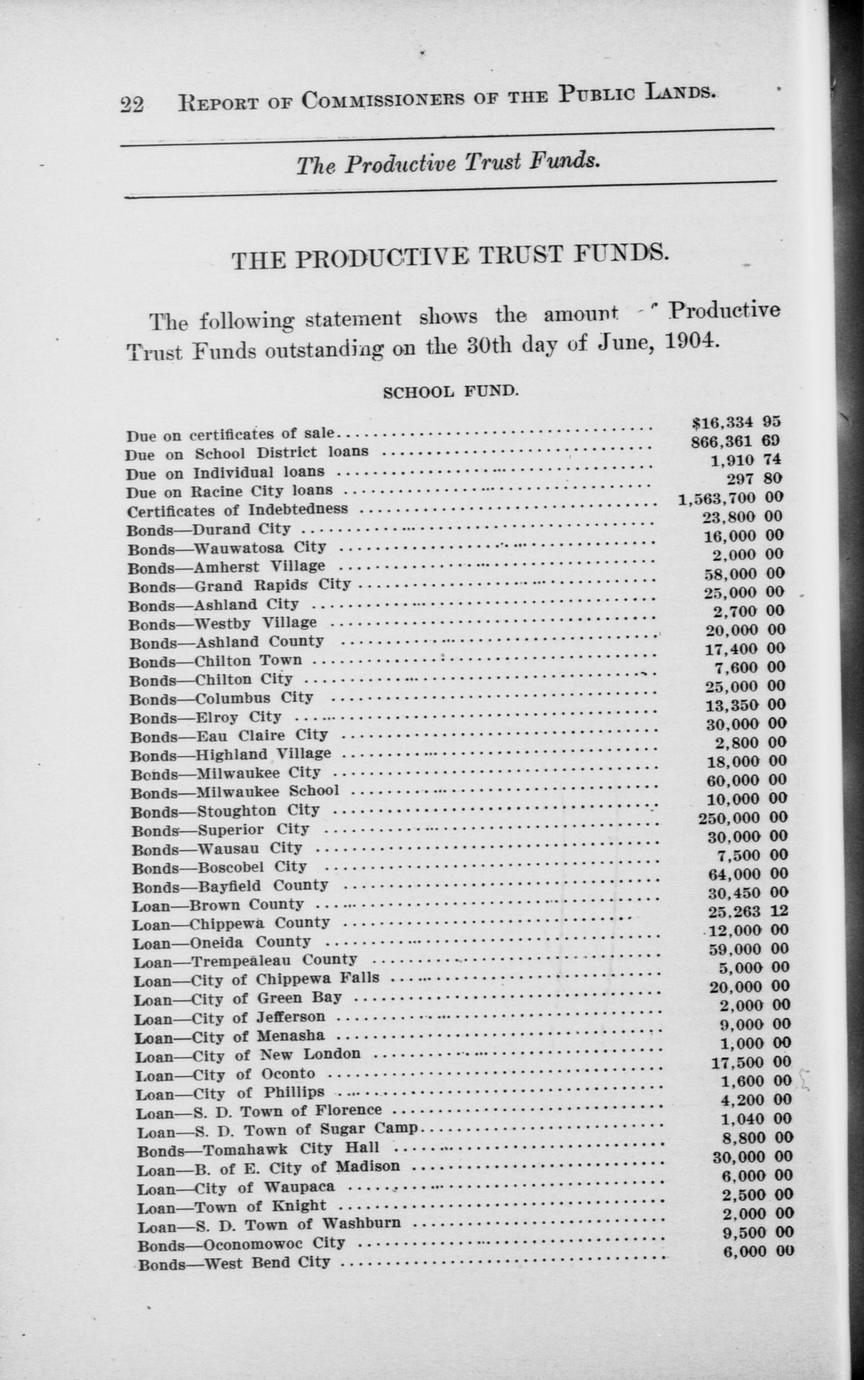 22 REPORT OF COMMISSIONERS OF THE PUBLIC LANDS.
The Productive Trust Funds.
THE PRODUCTIVE TRUST FUNDS.
The following statement shows the amount Productive
Trust Funds outstanding on the 30th day of June, 1904.
SCHOOL FUND.
Due on certificates of sale $16,334 95
Due on School District loans 866,361 69
Due on Individual loans 1,910 74
Due on Racine City loans 297 80
Certificates of Indebtedness 1,563,700 00
Bonds—Durand City 23,800 00
Bonds—Wauwatosa City 16,000 00
Bonds—Amherst Village 2,000 00
Bonds—Grand Rapids City 58,000 00
Bonds—Ashland City 25,000 00
Bonds—Westby Village 2,700 00
Bonds—Ashland County 20,000 00
Bonds—Chilton Town 17,400 00
Bonds—Chilton City 7,600 00
Bonds—Columbus City 25,000 00
Bonds—Elroy City 13,350 00
Bonds—Eau Claire City 30,000 00
Bonds—Highland Village 2,800 00
Bonds—Milwaukee City 18,000 00
Bonds—Milwaukee School 60,000 00
Bonds—Stoughton City 10,000 00
Bonds—Superior City 250,000 00
Bonds—Wausau City 30,000 00
Bonds—Boscobel City 7,500 00
Bonds—Bayfield County 64,000 00
Loan—Brown County 30,450 00
Loan—Chippewa County 25.263 12
Loan—Oneida County 12,000 00
Loan—Trempealeau County 59,000 00
Loan—City of Chippewa Falls 5,000 00
Loan—City of Green Bay 20,000 00
Loan—City of Jefferson 2,000 00
Loan—City of Menasha 9,000 00
Loan—City of New London 1,000 00
Loan—City of Oconto 17,500 00
Loan—City of Phillips 1,600 00
Loan—S. D. Town of Florence 4,200 00
Loan—S. D. Town of Sugar Camp 1,040 00
Bonds—Tomahawk City Hall 8,800 00
Loan—B. of E. City of Madison 30,000 00
Loan—City of Waupaca 6,000 00
Loan—Town of Knight 2,500 00
Loan—S. D. Town of Washburn 2,000 00
Bonds—Oconomowoc City 9,500 00
Bonds—West Bend City 6,000 00